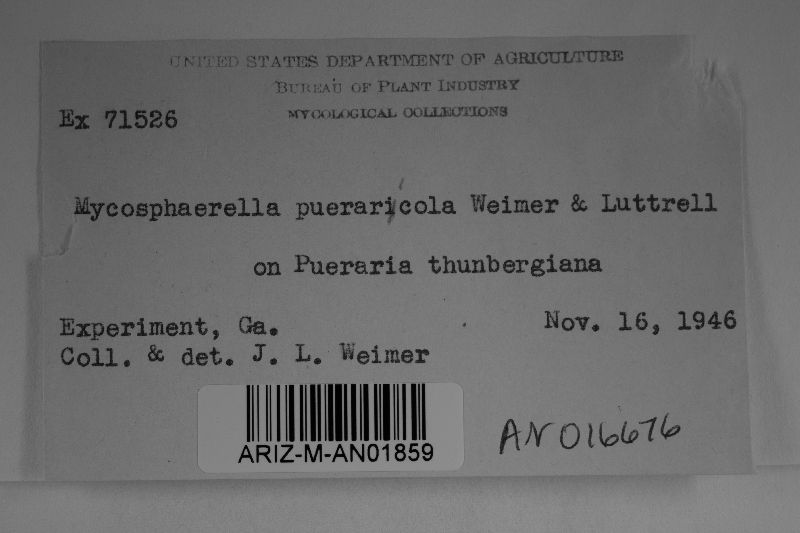 UNITED STATES DEPARTMENT OF AGRICULTURE
BUREAU OF PLANT INDUSTRY
MYCOLOGICAL COLLECTIONS
Ex 71526
Mycosphaerella puerariicola Weimer & Luttrell
on Pueraria thunbergiana
Experiment, Ga. Nov. 16, 1946
Coll. & det. J. L. Weimer
ARIZ-M-AN01859
AN016676